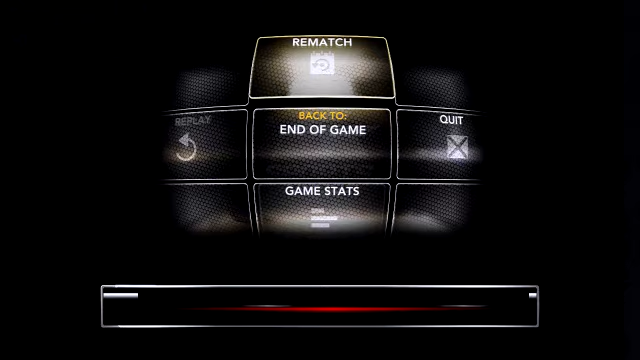 REMATCH
REPLAY
BACK TO:
END OF GAME
QUIT
GAME STATS